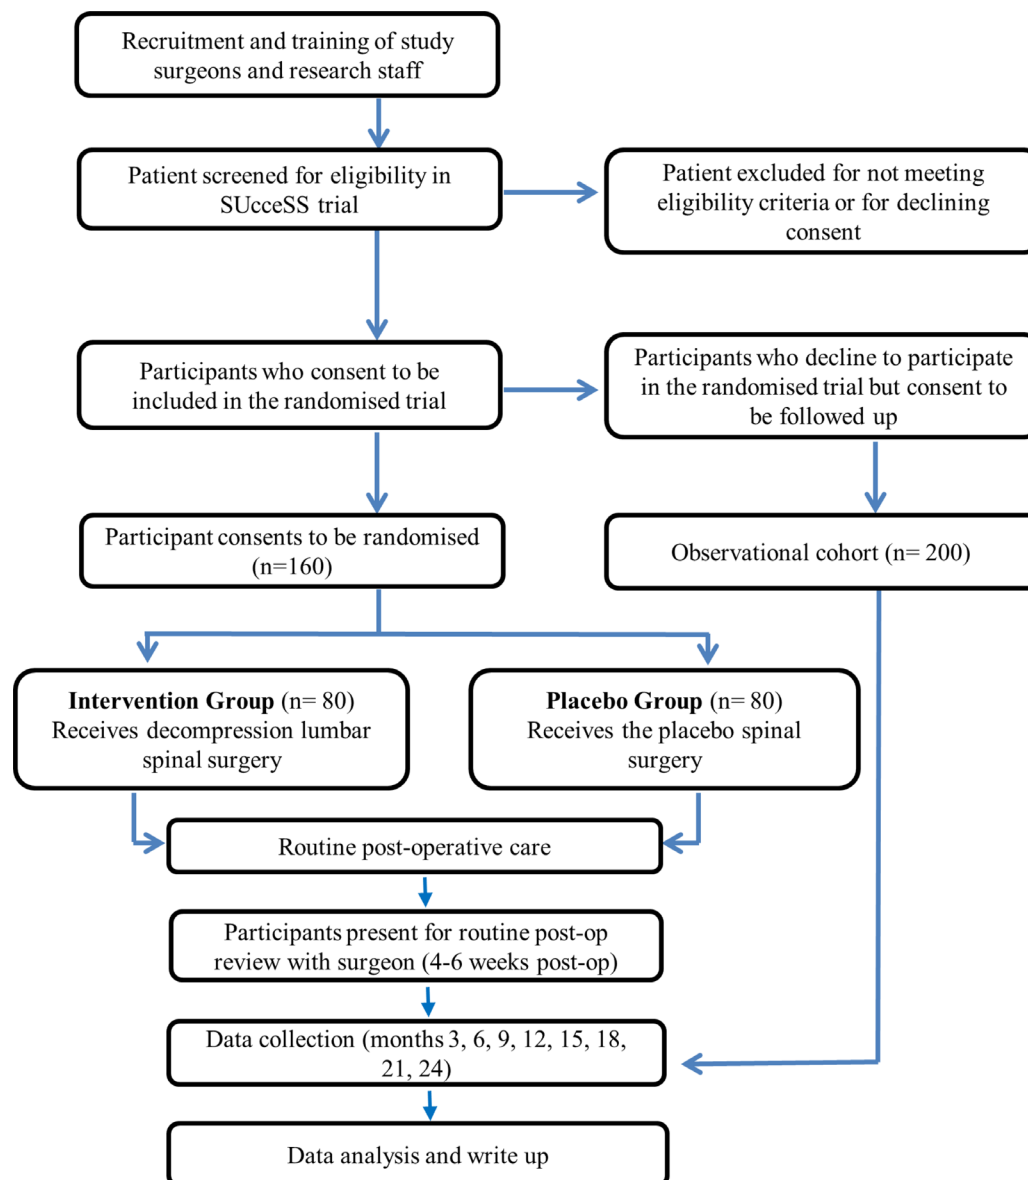 Recruitment and training of study
surgeons and research staff
Patient screened for eligibility in
SUcceSS trial
Patient excluded for not meeting
eligibility criteria or for declining
consent
Participants who consent to be
included in the randomised trial
Participants who decline to participate
in the randomised trial but consent to
be followed up
Participant consents to be randomised
(n=160)
Observational cohort (n= 200)
Intervention Group (n= 80)
Receives decompression lumbar
spinal surgery
Placebo Group (n= 80)
Receives the placebo spinal
surgery
Routine post-operative care
Participants present for routine post-op
review with surgeon (4-6 weeks post-op)
Data collection (months 3, 6, 9, 12, 15, 18,
21, 24)
Data analysis and write up